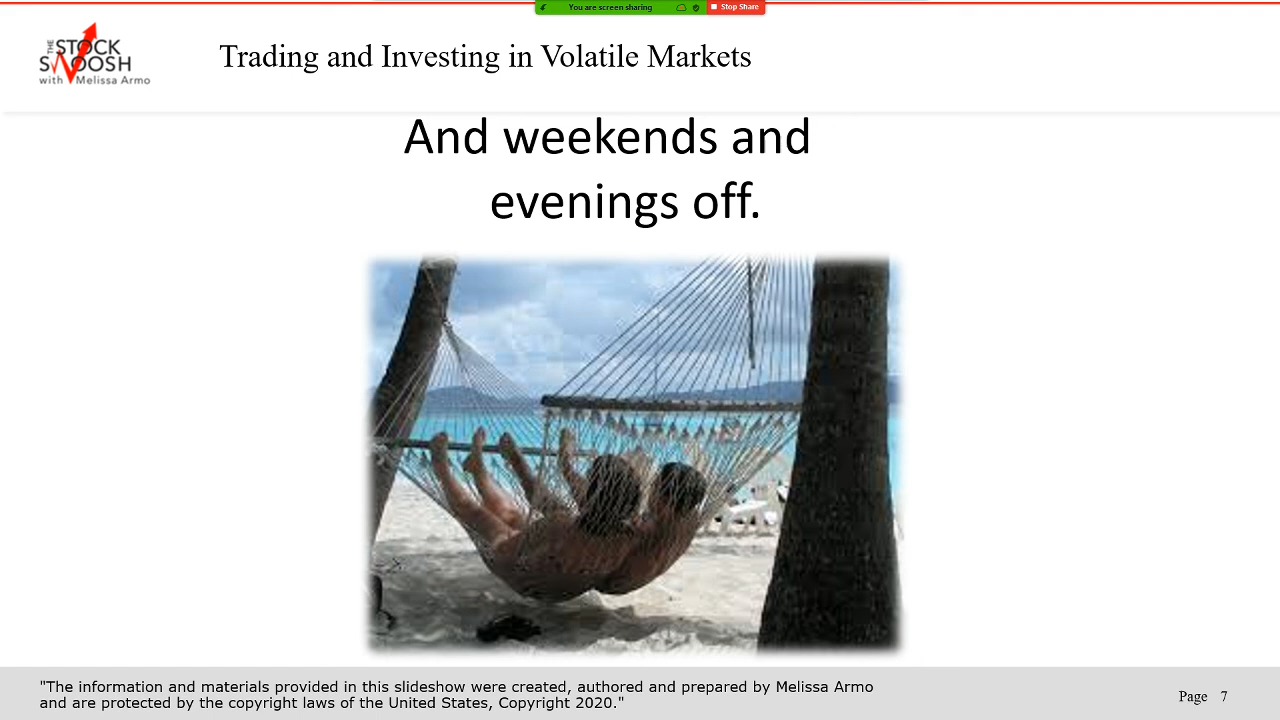 You are screen sharing
Stop Share
THE STOCK
SWOOSH
with Melissa Armo
Trading and Investing in Volatile Markets
And weekends and
evenings off.
"The information and materials provided in this slideshow were created, authored and prepared by Melissa Armo
and are protected by the copyright laws of the United States, Copyright 2020."
Page 7